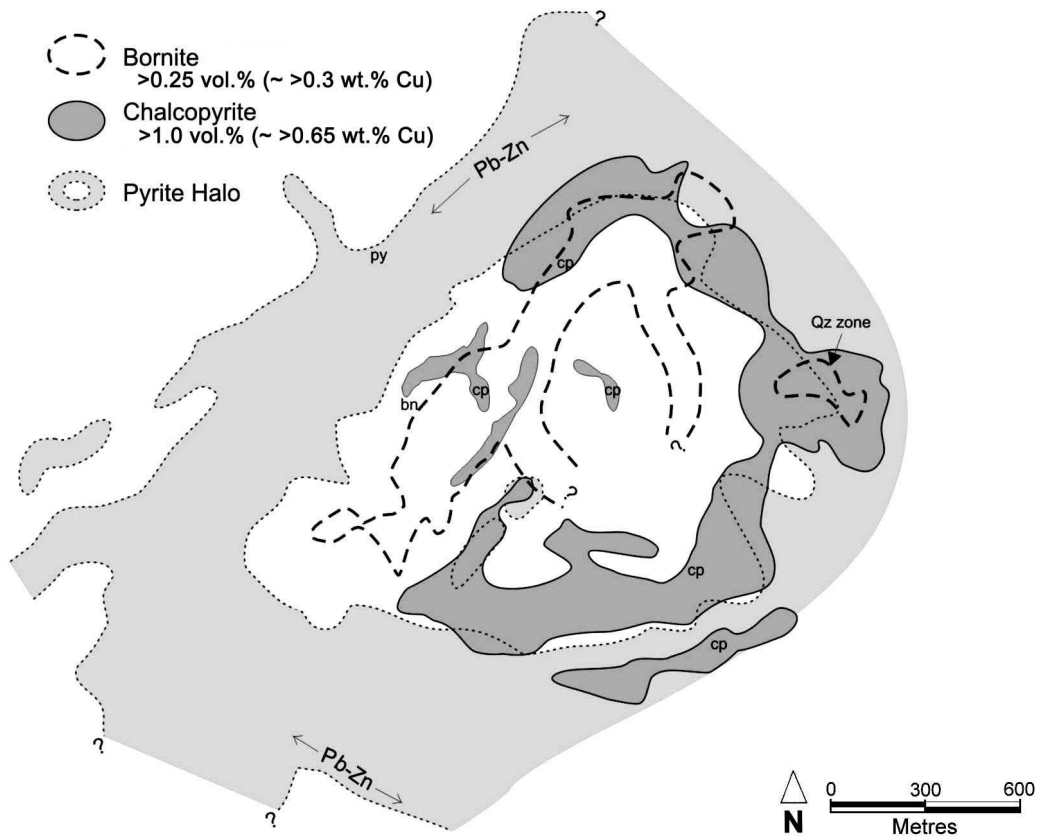 Bornite
>0.25 vol.% (~ >0.3 wt.% Cu)
Chalcopyrite
>1.0 vol.% (~ >0.65 wt.% Cu)
Pyrite Halo
?
Pb-Zn
py
cp
Qz zone
bn
cp
cp
?
?
cp
cp
?
Pb-Zn
?
N
0 300 600
Metres